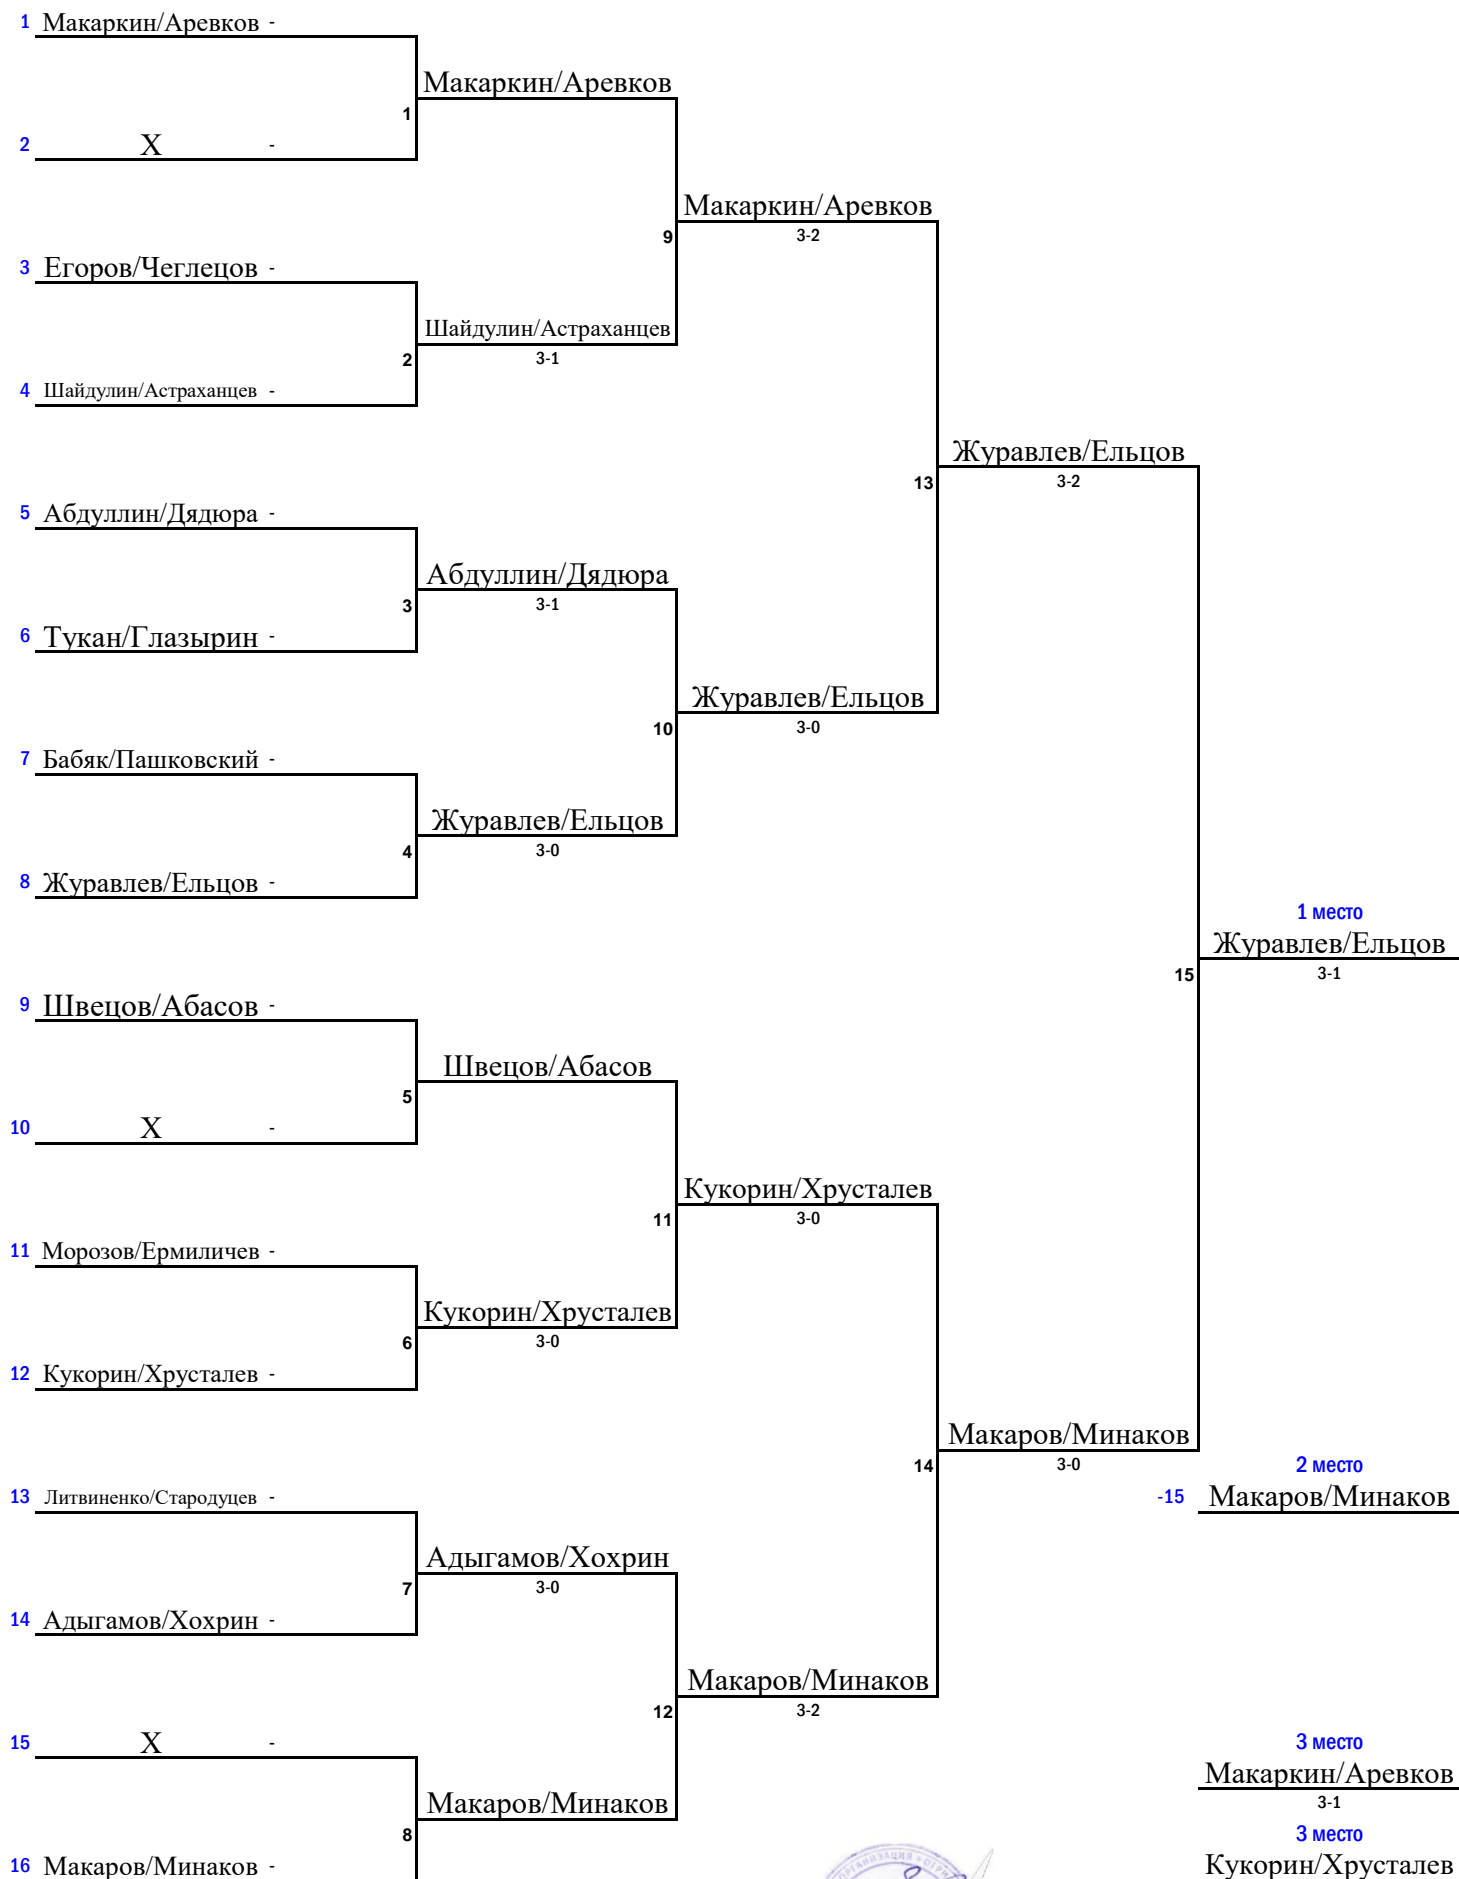 1 Макаркин/Аревков -
Макаркин/Аревков
1
2 X -
Макаркин/Аревков
9 3-2
3 Егоров/Чеглецов -
Шайдулин/Астраханцев
2 3-1
4 Шайдулин/Астраханцев -
Журавлев/Ельцов
13 3-2
5 Абдуллин/Дядюра -
Абдуллин/Дядюра
3 3-1
6 Тукан/Глазырин -
Журавлев/Ельцов
10 3-0
7 Бабяк/Пашковский -
Журавлев/Ельцов
4 3-0
8 Журавлев/Ельцов -
1 место
Журавлев/Ельцов
15 3-1
9 Швецов/Абасов -
Швецов/Абасов
5
10 X -
Кукорин/Хрусталев
11 3-0
11 Морозов/Ермиличев -
Кукорин/Хрусталев
6 3-0
12 Кукорин/Хрусталев -
Макаров/Минаков
14 3-0
2 место
13 Литвиненко/Стародуцев -
-15 Макаров/Минаков
Адыгамов/Хохрин
7 3-0
14 Адыгамов/Хохрин -
Макаров/Минаков
12 3-2
15 X -
3 место
Макаркин/Аревков
3-1
Макаров/Минаков
8
3 место
16 Макаров/Минаков -
Кукорин/Хрусталев